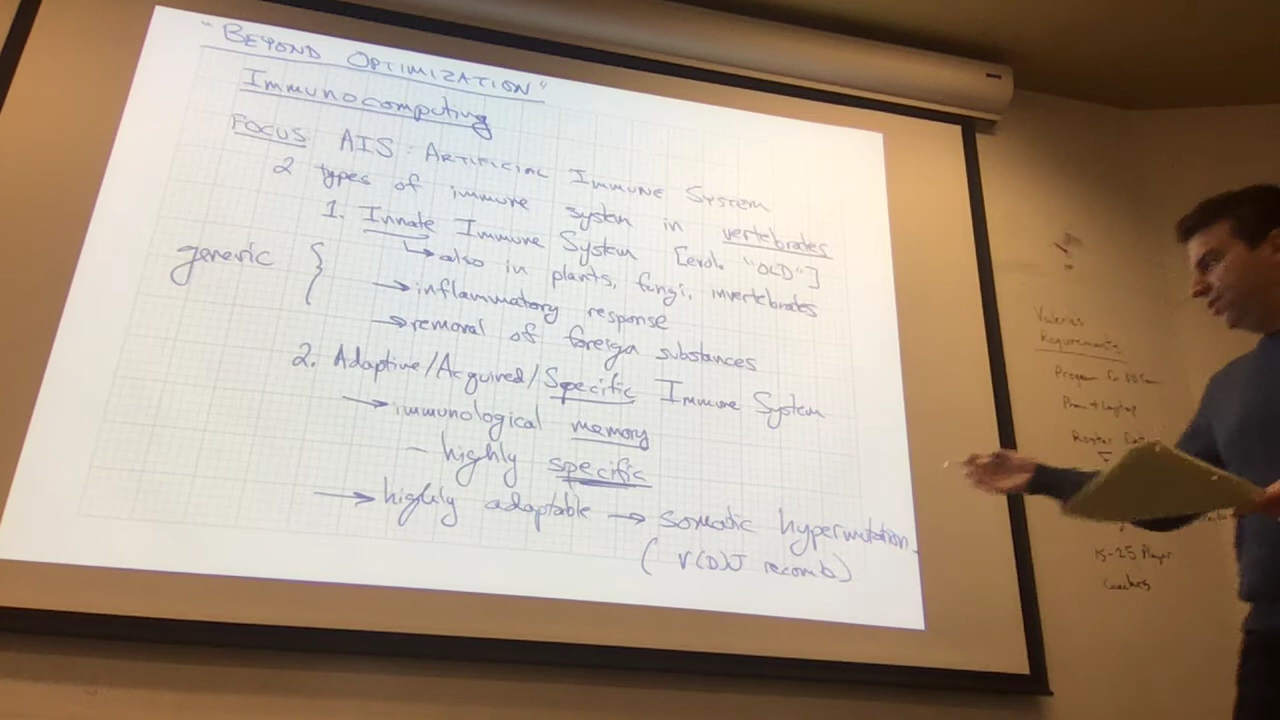 "BEYOND OPTIMIZATION"
Immunocomputing
FOCUS: AIS: ARTIFICIAL IMMUNE SYSTEM
2 types of immune system in vertebrates
1. Innate Immune System [evol. "OLD"]
↳ also in plants, fungi, invertebrates
generic { → inflammatory response
→ removal of foreign substances
2. Adaptive/Acquired/Specific Immune System
→ immunological memory
- highly specific
→ highly adaptable → somatic hypermutation
(V(D)J recomb)
Requirements
15-25 Player
Coaches